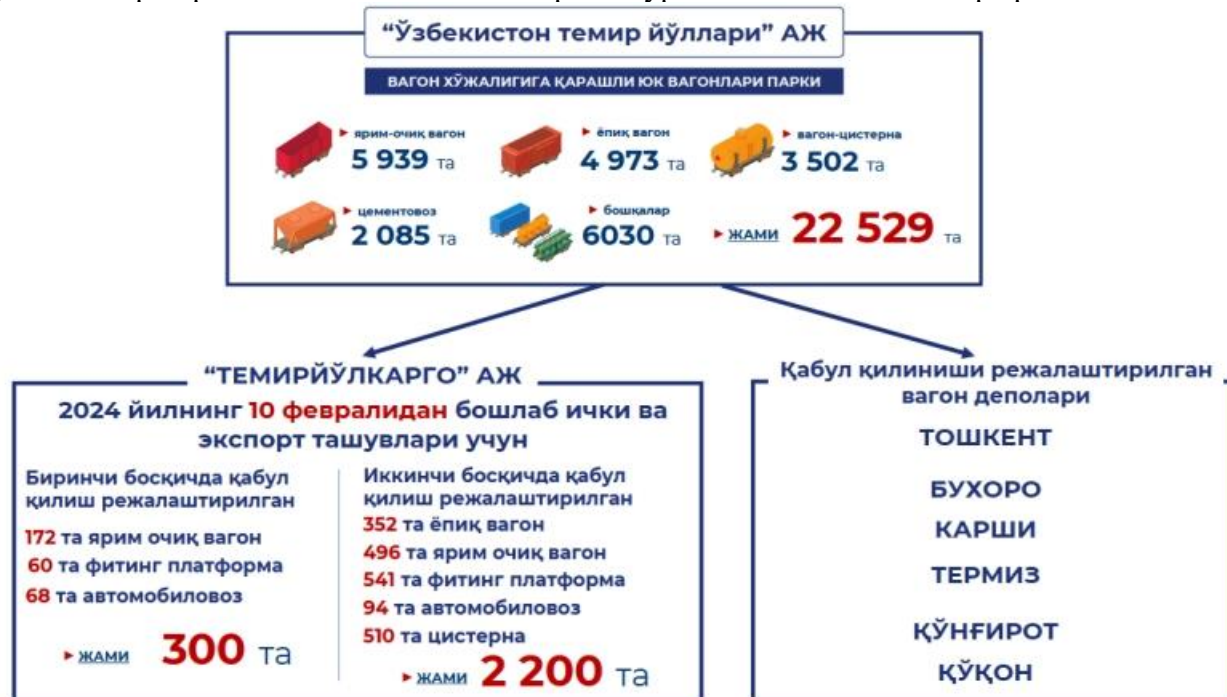 “Ўзбекистон темир йўллари” АЖ
ВАГОН ХЎЖАЛИГИГА ҚАРАШЛИ ЮК ВАГОНЛАРИ ПАРКИ
ярим-очиқ вагон
5 939 та
ёпиқ вагон
4 973 та
вагон-цистерна
3 502 та
цементовоз
2 085 та
бошқалар
6030 та
ЖАМИ 22 529 та
“ТЕМИРЙЎЛКАРГО” АЖ
2024 йилнинг 10 февралидан бошлаб ички ва
экспорт ташувлари учун
Биринчи босқичда қабул
қилиш режалаштирилган
172 та ярим очиқ вагон
60 та фитинг платформа
68 та автомобиловоз
ЖАМИ 300 та
Иккинчи босқичда қабул
қилиш режалаштирилган
352 та ёпиқ вагон
496 та ярим очиқ вагон
541 та фитинг платформа
94 та автомобиловоз
510 та цистерна
ЖАМИ 2 200 та
Қабул қилиниши режалаштирилган
вагон деполари
ТОШКЕНТ
БУХОРО
КАРШИ
ТЕРМИЗ
ҚЎНҒИРОТ
ҚЎҚОН